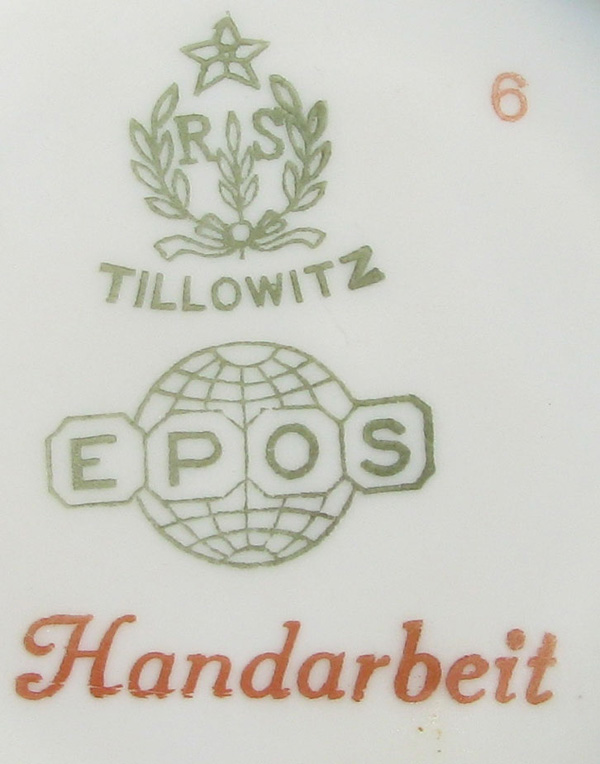 R S
6
TILLOWITZ
EPOS
Handarbeit